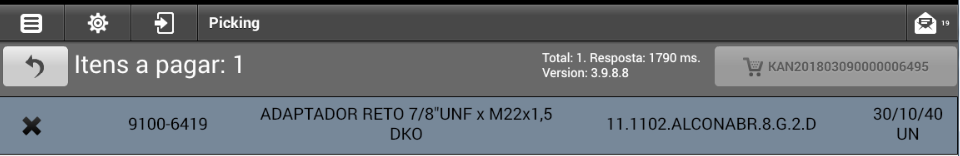 Picking
19
Itens a pagar: 1
Total: 1. Resposta: 1790 ms.
Version: 3.9.8.8
KAN201803090000006495
9100-6419
ADAPTADOR RETO 7/8"UNF x M22x1,5
DKO
11.1102.ALCONABR.8.G.2.D
30/10/40
UN